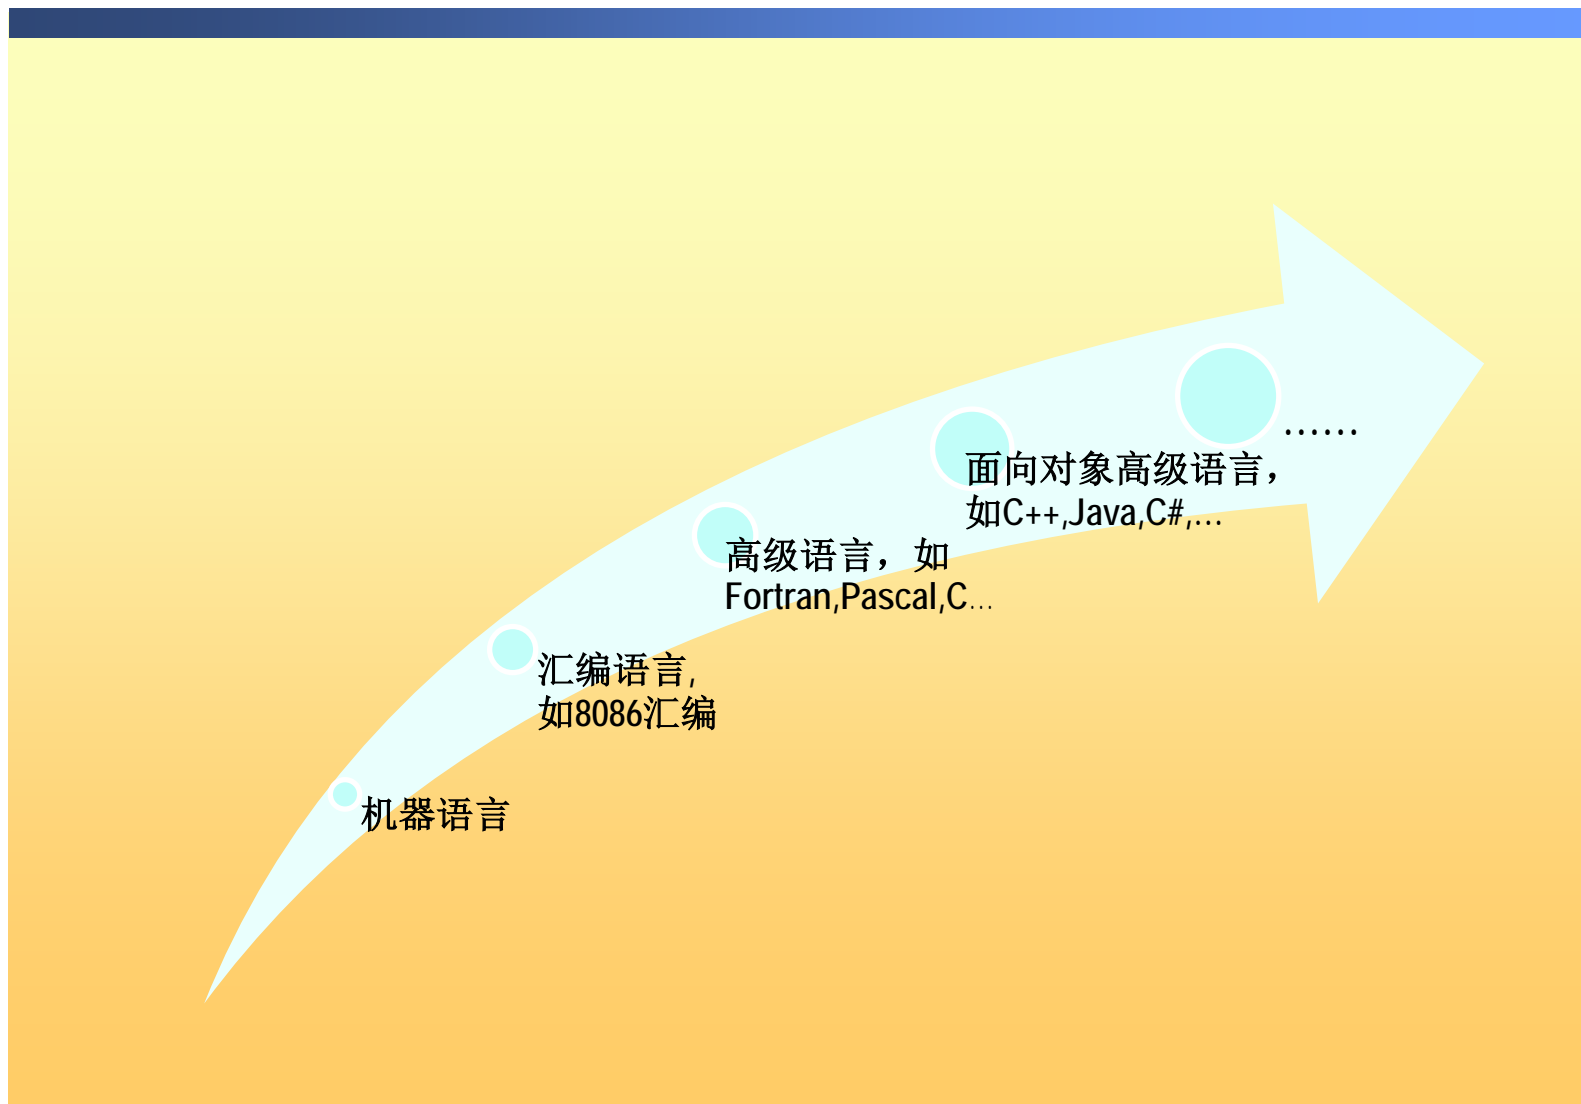 ……
面向对象高级语言，
如C++,Java,C#,…
高级语言，如
Fortran,Pascal,C…
汇编语言,
如8086汇编
机器语言